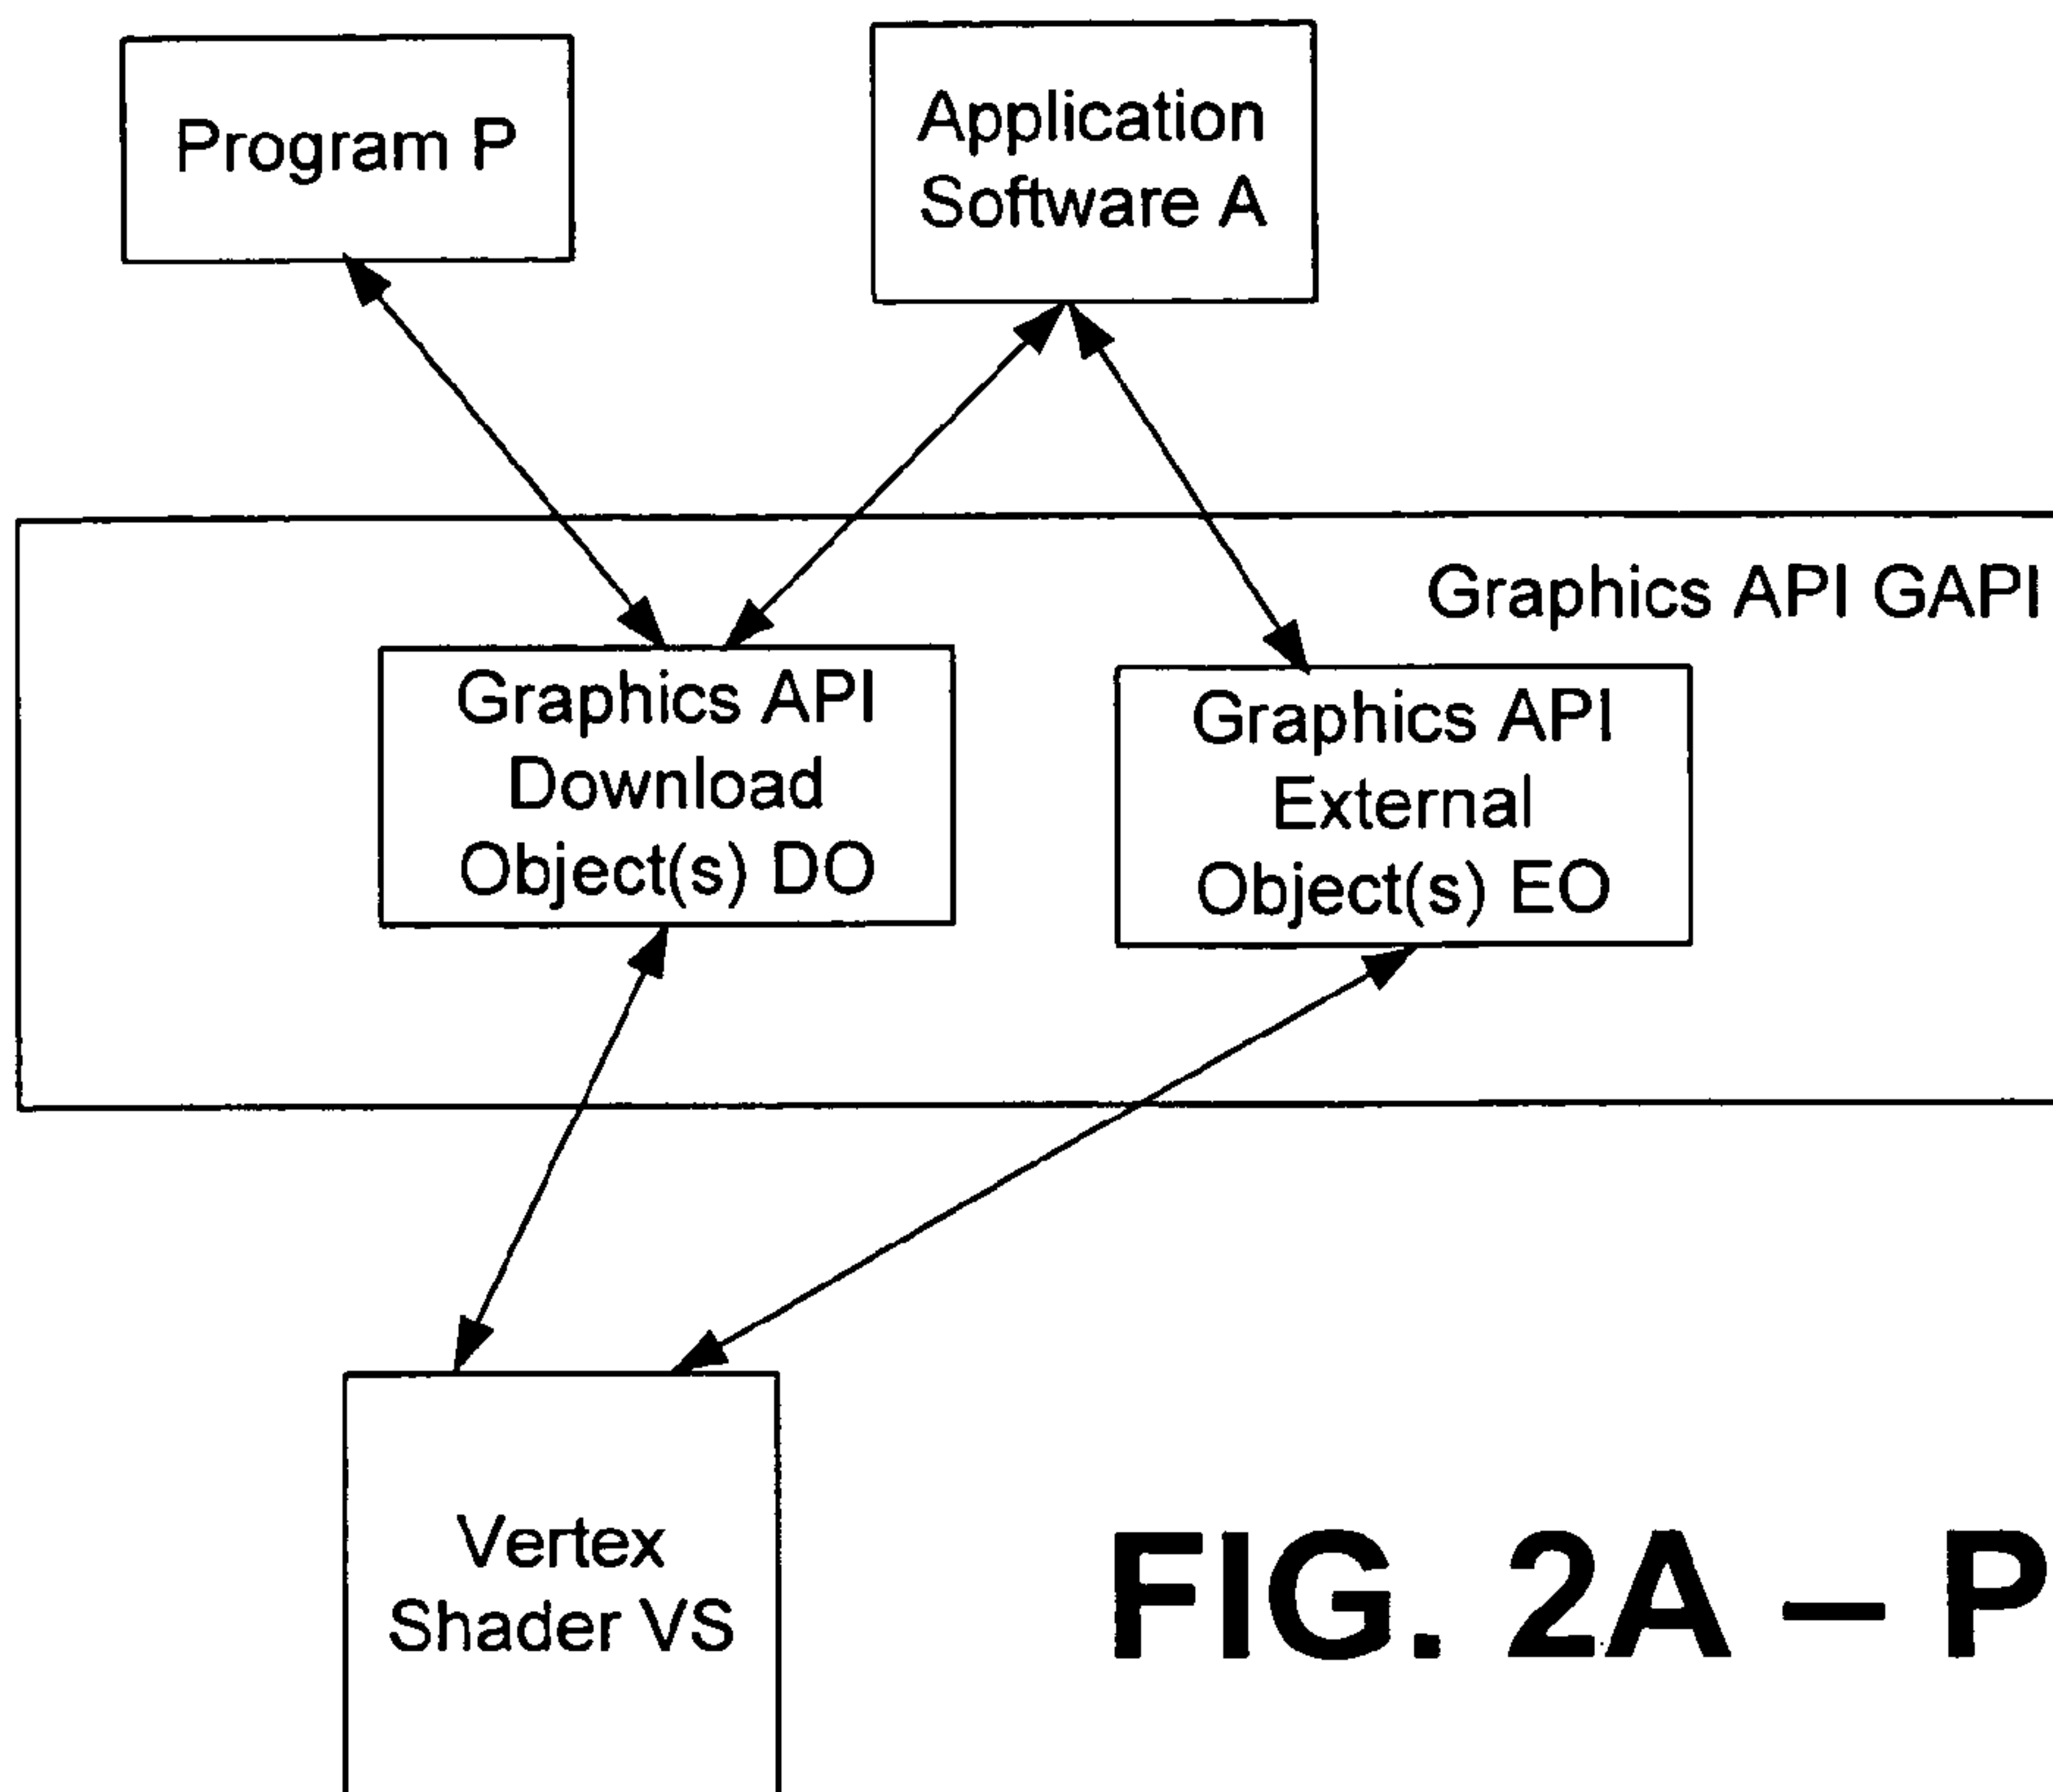 Program P
Application
Software A
Graphics API GAPI
Graphics API
Download
Object(s) DO
Graphics API
External
Object(s) EO
Vertex
Shader VS
FIG. 2A – P